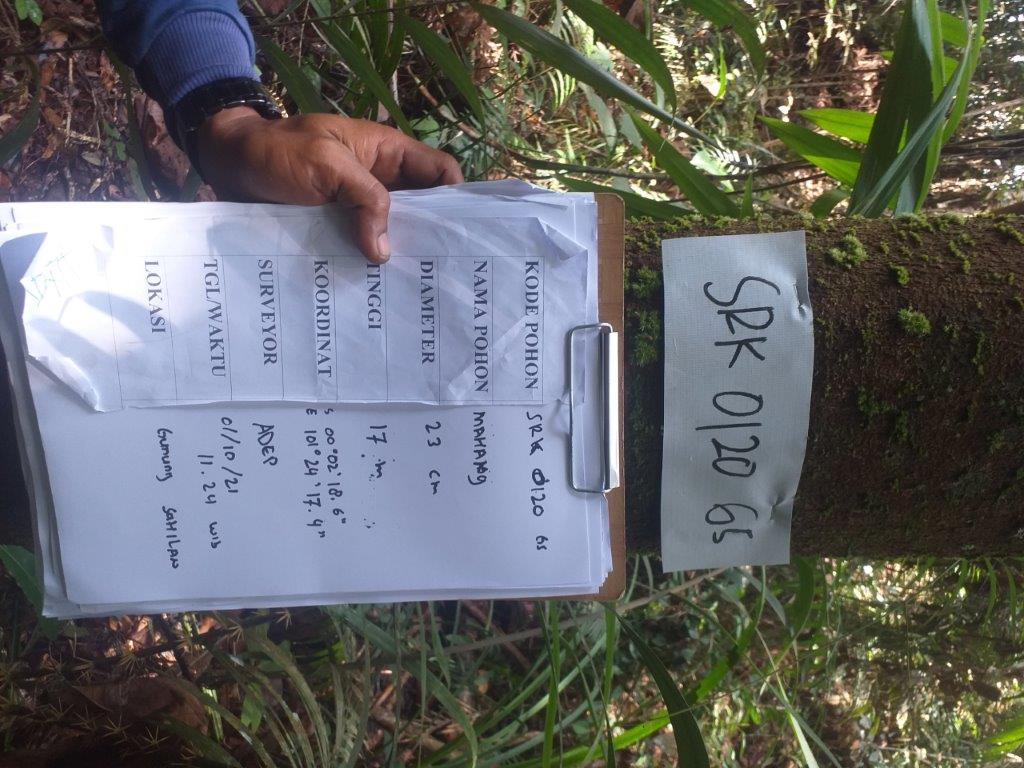 SRK 0120 GS
KODE POHON SRK 0120 GS
NAMA POHON MAHANG
DIAMETER 23 cm
TINGGI 17 m
KOORDINAT S 00° 02' 18.6"
E 101° 24' 17.4"
SURVEYOR ADEP
TGL/WAKTU 01/10/21
11.24 WIB
LOKASI Gunung SAHILAN